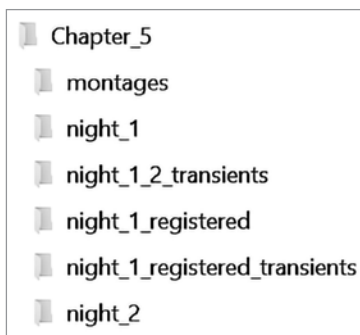 Chapter_5
montages
night_1
night_1_2_transients
night_1_registered
night_1_registered_transients
night_2